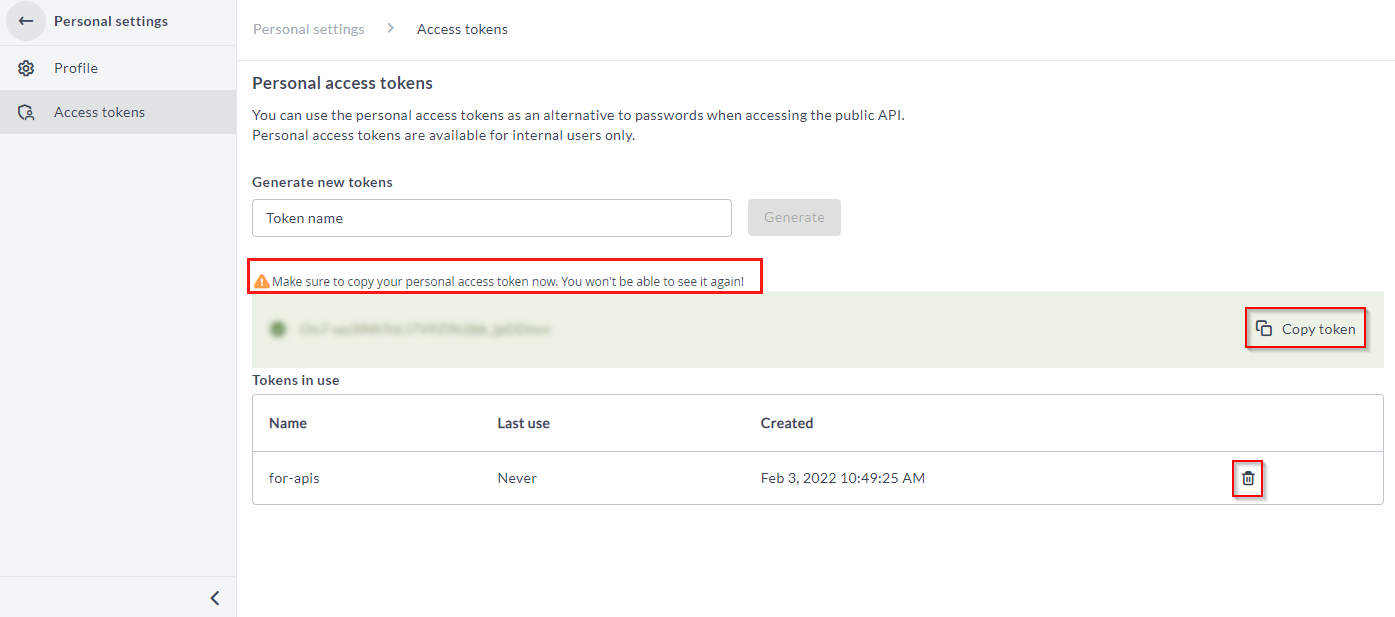 Personal settings
Profile
Access tokens
Personal settings > Access tokens
Personal access tokens
You can use the personal access tokens as an alternative to passwords when accessing the public API.
Personal access tokens are available for internal users only.
Generate new tokens
Token name Generate
Make sure to copy your personal access token now. You won't be able to see it again!
Copy token
Tokens in use
Name Last use Created
for-apis Never Feb 3, 2022 10:49:25 AM